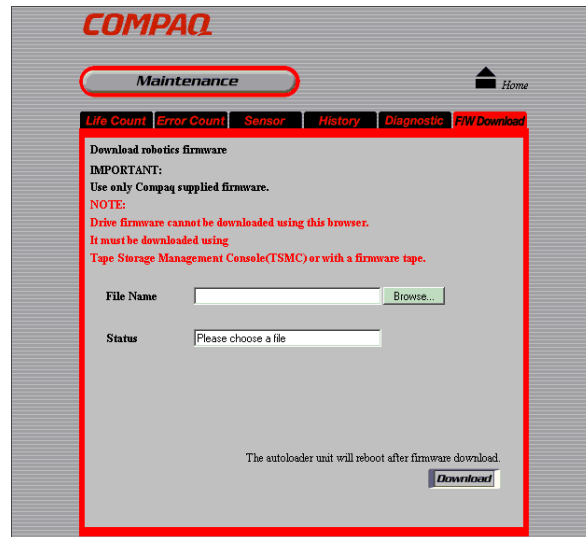 COMPAQ
Maintenance
Home
Life Count Error Count Sensor History Diagnostic F/W Download
Download robotics firmware
IMPORTANT:
Use only Compaq supplied firmware.
NOTE:
Drive firmware cannot be downloaded using this browser.
It must be downloaded using
Tape Storage Management Console(TSMC) or with a firmware tape.
File Name Browse...
Status Please choose a file
The autoloader unit will reboot after firmware download.
Download